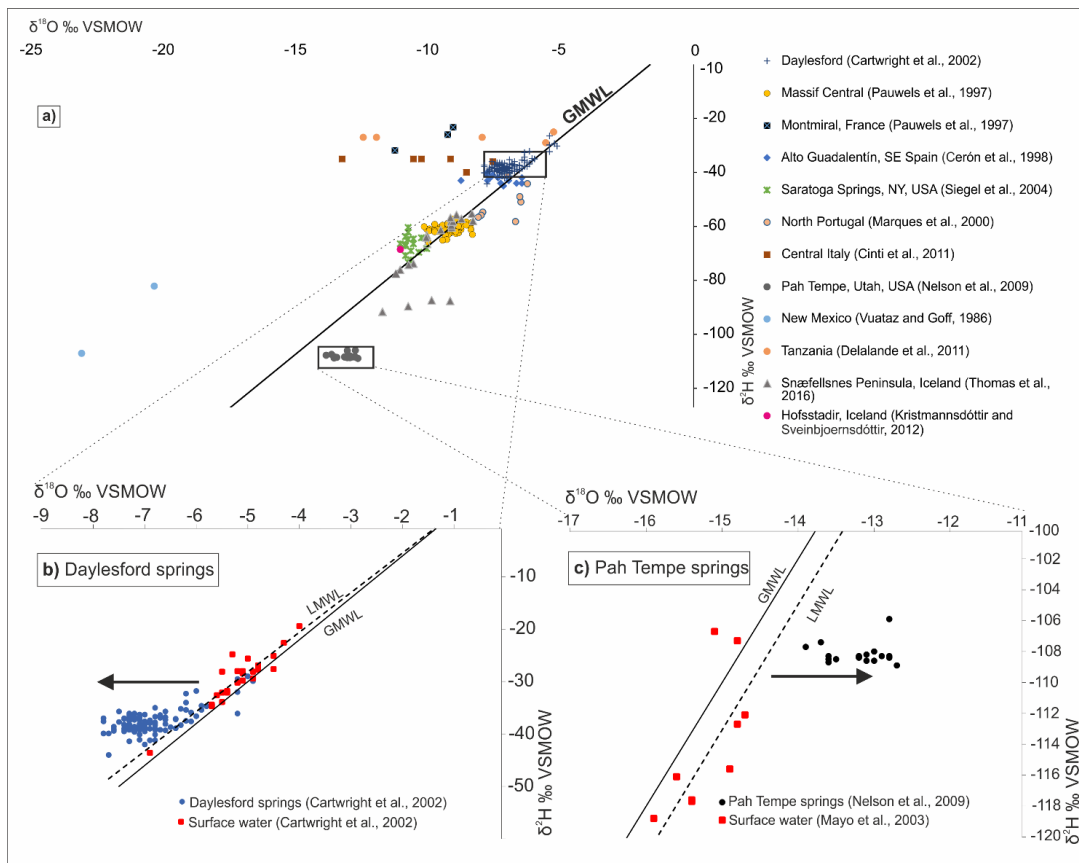 δ¹⁸O ‰ VSMOW
-25 -20 -15 -10 -5 0
-10
a)
GMWL
-20
-40
-60
-80
-100
-120
δ²H ‰ VSMOW
Daylesford (Cartwright et al., 2002)
Massif Central (Pauwels et al., 1997)
Montmiral, France (Pauwels et al., 1997)
Alto Guadalentín, SE Spain (Cerón et al., 1998)
Saratoga Springs, NY, USA (Siegel et al., 2004)
North Portugal (Marques et al., 2000)
Central Italy (Cinti et al., 2011)
Pah Tempe, Utah, USA (Nelson et al., 2009)
New Mexico (Vuataz and Goff, 1986)
Tanzania (Delalande et al., 2011)
Snæfellsnes Peninsula, Iceland (Thomas et al.,
2016)
Hofsstadir, Iceland (Kristmannsdóttir and
Sveinbjoernsdóttir, 2012)
δ¹⁸O ‰ VSMOW
-9 -8 -7 -6 -5 -4 -3 -2 -1
b) Daylesford springs
LMWL
GMWL
-10
-20
-30
-40
-50
δ²H ‰ VSMOW
Daylesford springs (Cartwright et al., 2002)
Surface water (Cartwright et al., 2002)
δ¹⁸O ‰ VSMOW
-17 -16 -15 -14 -13 -12 -11
c) Pah Tempe springs
GMWL
LMWL
-100
-102
-104
-106
-108
-110
-112
-114
-116
-118
-120
δ²H ‰ VSMOW
Pah Tempe springs (Nelson et al., 2009)
Surface water (Mayo et al., 2003)